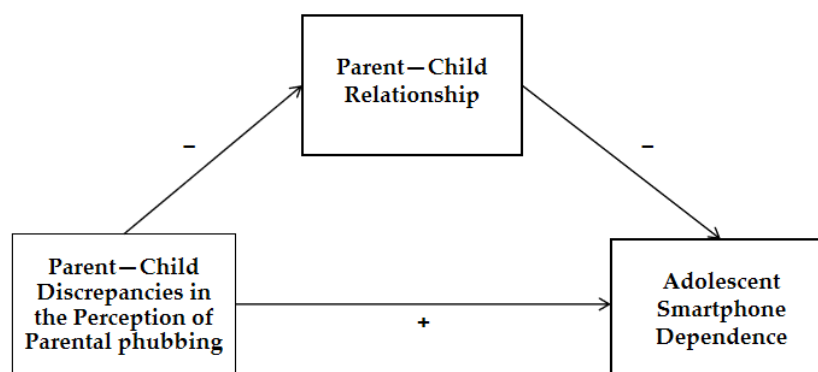 Parent—Child
Relationship
–
–
Parent—Child
Discrepancies in
the Perception of
Parental phubbing
+
Adolescent
Smartphone
Dependence